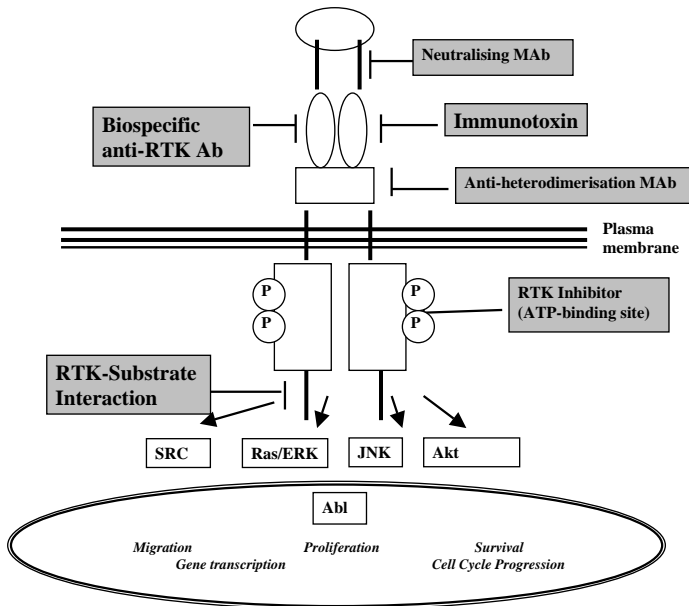 Neutralising MAb
Biospecific
anti-RTK Ab
Immunotoxin
Anti-heterodimerisation MAb
Plasma
membrane
P
P
P
P
RTK Inhibitor
(ATP-binding site)
RTK-Substrate
Interaction
SRC
Ras/ERK
JNK
Akt
Abl
Migration
Proliferation
Survival
Gene transcription
Cell Cycle Progression